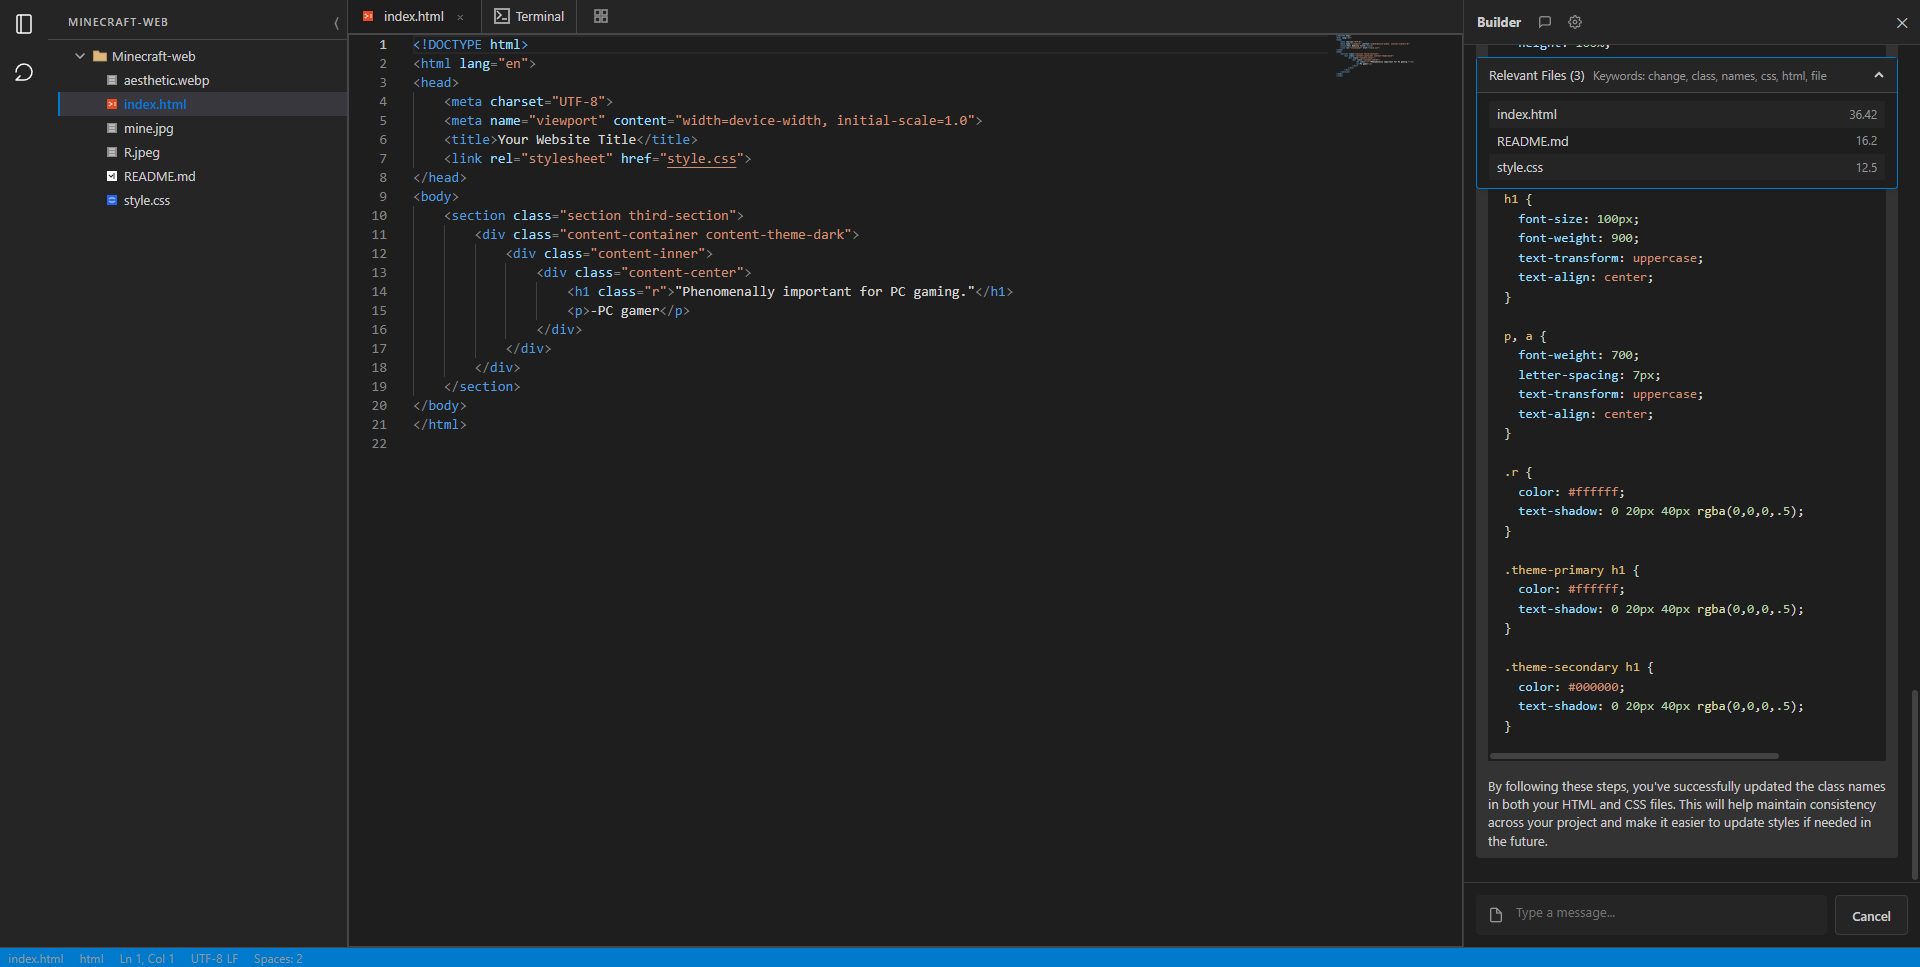 MINECRAFT-WEB
Minecraft-web
aesthetic.webp
index.html
mine.jpg
R.jpeg
README.md
style.css
index.html
Terminal
1 <!DOCTYPE html>
2 <html lang="en">
3 <head>
4 <meta charset="UTF-8">
5 <meta name="viewport" content="width=device-width, initial-scale=1.0">
6 <title>Your Website Title</title>
7 <link rel="stylesheet" href="style.css">
8 </head>
9 <body>
10 <section class="section third-section">
11 <div class="content-container content-theme-dark">
12 <div class="content-inner">
13 <div class="content-center">
14 <h1 class="r">"Phenomenally important for PC gaming."</h1>
15 <p>-PC gamer</p>
16 </div>
17 </div>
18 </div>
19 </section>
20 </body>
21 </html>
22
Builder
height: 100%;
Relevant Files (3) Keywords: change, class, names, css, html, file
index.html 36.42
README.md 16.2
style.css 12.5
h1 {
font-size: 100px;
font-weight: 900;
text-transform: uppercase;
text-align: center;
}
p, a {
font-weight: 700;
letter-spacing: 7px;
text-transform: uppercase;
text-align: center;
}
.r {
color: #ffffff;
text-shadow: 0 20px 40px rgba(0,0,0,.5);
}
.theme-primary h1 {
color: #ffffff;
text-shadow: 0 20px 40px rgba(0,0,0,.5);
}
.theme-secondary h1 {
color: #000000;
text-shadow: 0 20px 40px rgba(0,0,0,.5);
}
By following these steps, you've successfully updated the class names
in both your HTML and CSS files. This will help maintain consistency
across your project and make it easier to update styles if needed in
the future.
Type a message...
Cancel
index.html html Ln 1, Col 1 UTF-8 LF Spaces: 2